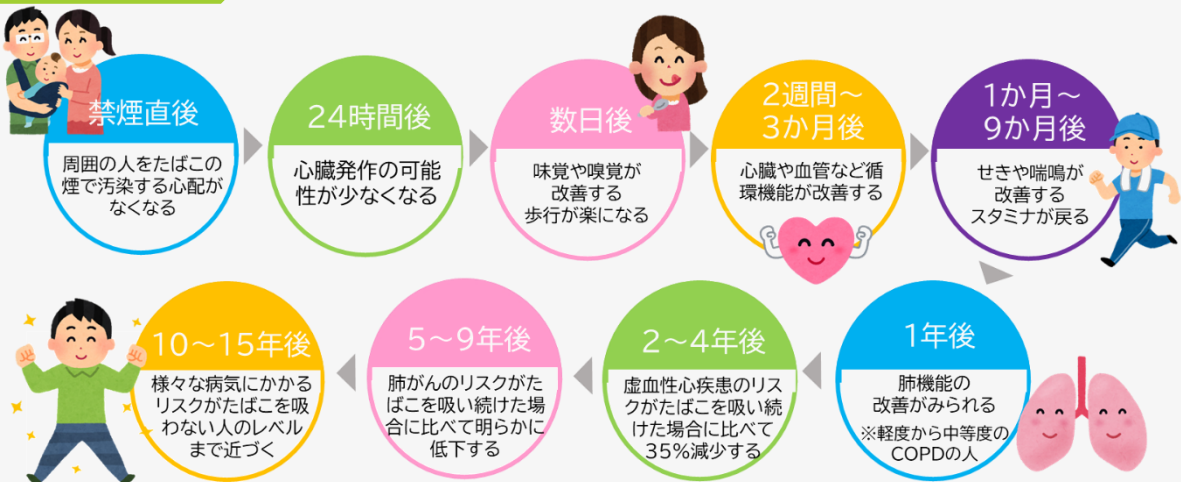 禁煙直後
周囲の人をたばこの
煙で汚染する心配が
なくなる
24時間後
心臓発作の可能
性が少なくなる
数日後
味覚や嗅覚が
改善する
歩行が楽になる
2週間～
3か月後
心臓や血管など循
環機能が改善する
1か月～
9か月後
せきや喘鳴が
改善する
スタミナが戻る
1年後
肺機能の
改善がみられる
※軽度から中等度の
COPDの人
2～4年後
虚血性心疾患のリス
クがたばこを吸い続
けた場合に比べて
35%減少する
5～9年後
肺がんのリスクがた
ばこを吸い続けた場
合に比べて明らかに
低下する
10～15年後
様々な病気にかかる
リスクがたばこを吸
わない人のレベル
まで近づく